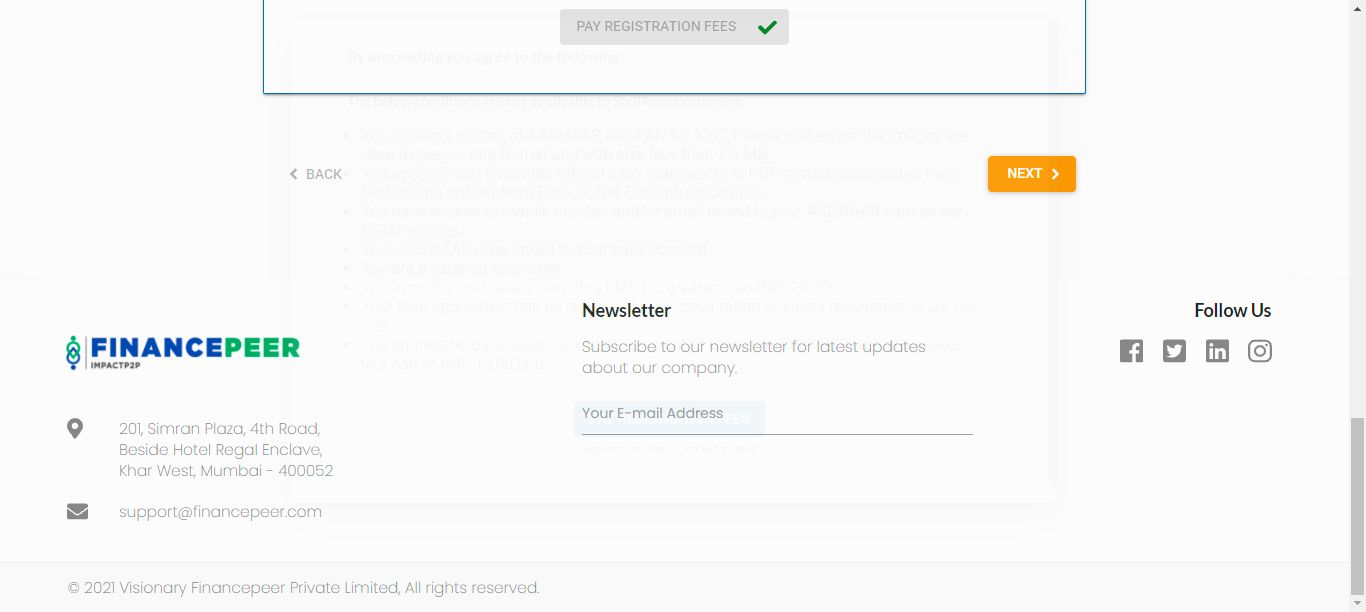 PAY REGISTRATION FEES
By proceeding you agree to the following :
The below conditions are not applicable to StellApps customers
You possess photos of AADHAAR and PAN for KYC. Please make sure the images are
clear in jpeg or png format and with size less than 2.5 MB.
BACK
NEXT
You possess last 6 months official bank statements in PDF format downloaded from
Netbanking or sent from Bank or Net Banking credentials.
You have access to mobile number and/or email linked to your AADHAAR card as per
UIDAI records.
Your AADHAAR is be linked to your bank account.
You are a salaried employee.
Your monthly (net salary - existing EMIs) is greater than INR. 20,000
Your loan application can be credit rating or salary requirements are not
met.
The aggregate loans taken by
to a cap of INR. 10,00,000.
FINANCEPEER
IMPACTP2P
201, Simran Plaza, 4th Road,
Beside Hotel Regal Enclave,
Khar West, Mumbai - 400052
support@financepeer.com
Newsletter
Subscribe to our newsletter for latest updates
about our company.
Your E-mail Address
Follow Us
© 2021 Visionary Financepeer Private Limited, All rights reserved.